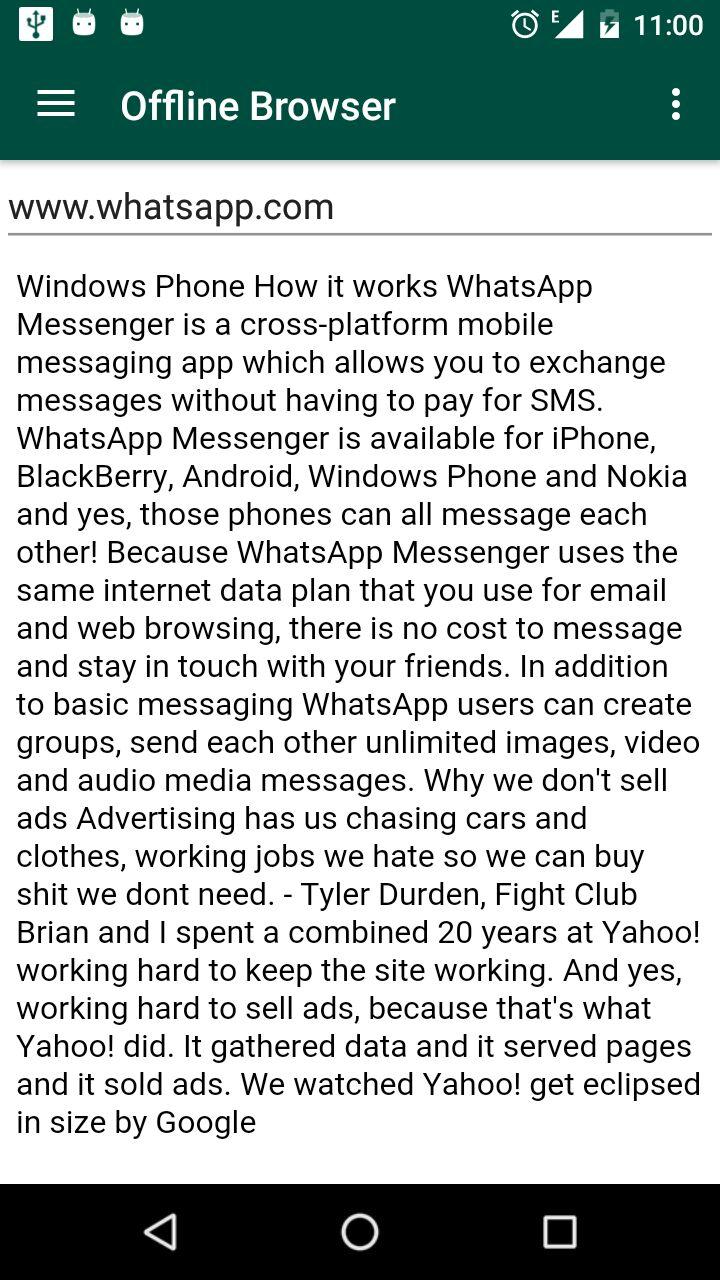 E 11:00
Offline Browser
www.whatsapp.com
Windows Phone How it works WhatsApp
Messenger is a cross-platform mobile
messaging app which allows you to exchange
messages without having to pay for SMS.
WhatsApp Messenger is available for iPhone,
BlackBerry, Android, Windows Phone and Nokia
and yes, those phones can all message each
other! Because WhatsApp Messenger uses the
same internet data plan that you use for email
and web browsing, there is no cost to message
and stay in touch with your friends. In addition
to basic messaging WhatsApp users can create
groups, send each other unlimited images, video
and audio media messages. Why we don't sell
ads Advertising has us chasing cars and
clothes, working jobs we hate so we can buy
shit we dont need. - Tyler Durden, Fight Club
Brian and I spent a combined 20 years at Yahoo!
working hard to keep the site working. And yes,
working hard to sell ads, because that's what
Yahoo! did. It gathered data and it served pages
and it sold ads. We watched Yahoo! get eclipsed
in size by Google